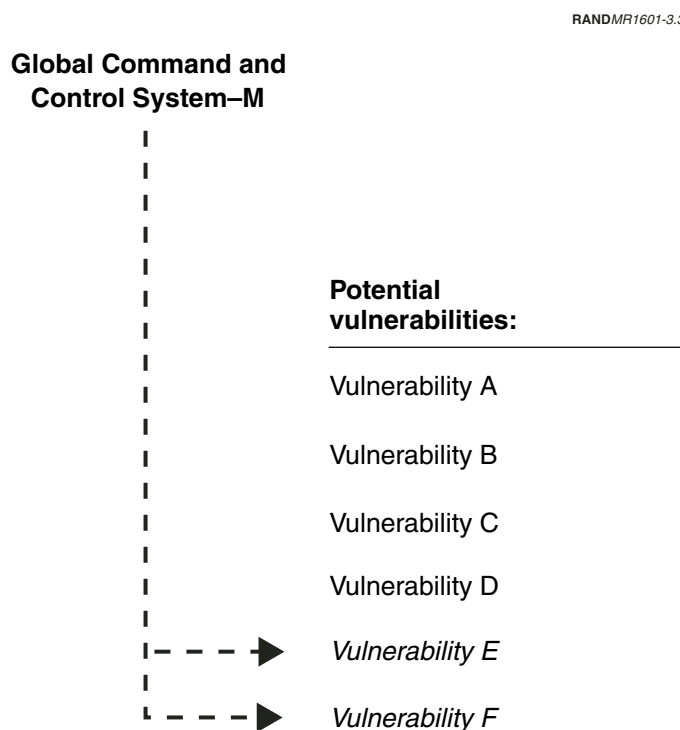 RANDMR1601-3.3
Global Command and
Control System–M
Potential
vulnerabilities:
Vulnerability A
Vulnerability B
Vulnerability C
Vulnerability D
Vulnerability E
Vulnerability F